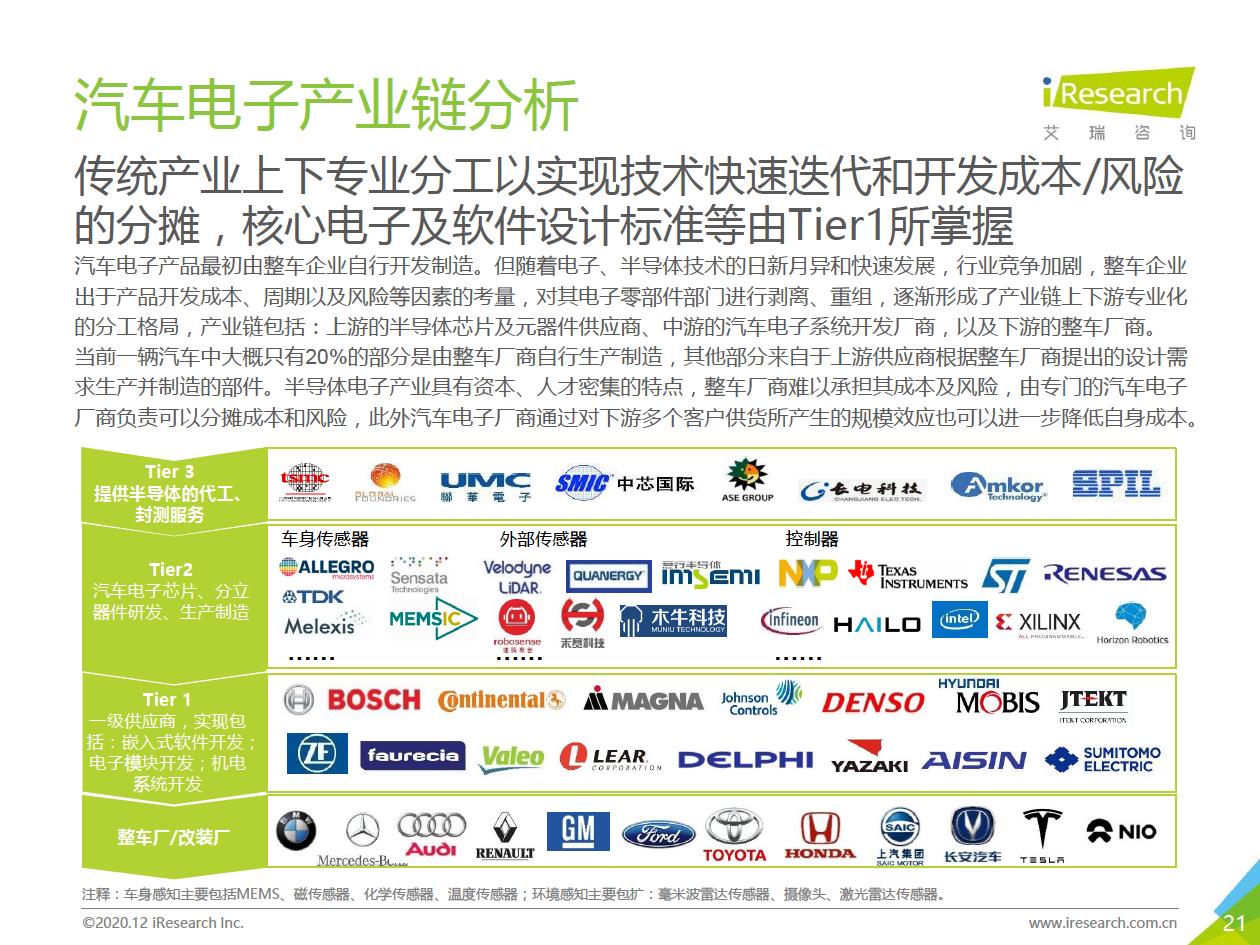 汽车电子产业链分析
iResearch
艾瑞咨询
传统产业上下专业分工以实现技术快速迭代和开发成本/风险
的分摊，核心电子及软件设计标准等由Tier1所掌握
汽车电子产品最初由整车企业自行开发制造。但随着电子、半导体技术的日新月异和快速发展，行业竞争加剧，整车企业
出于产品开发成本、周期以及风险等因素的考量，对其电子零部件部门进行剥离、重组，逐渐形成了产业链上下游专业化
的分工格局，产业链包括：上游的半导体芯片及元器件供应商、中游的汽车电子系统开发厂商，以及下游的整车厂商。
当前一辆汽车中大概只有20%的部分是由整车厂商自行生产制造，其他部分来自于上游供应商根据整车厂商提出的设计需
求生产并制造的部件。半导体电子产业具有资本、人才密集的特点，整车厂商难以承担其成本及风险，由专门的汽车电子
厂商负责可以分摊成本和风险，此外汽车电子厂商通过对下游多个客户供货所产生的规模效应也可以进一步降低自身成本。
Tier 3
提供半导体的代工、
封测服务
tsmc
GLOBAL FOUNDRIES
UMC
聯華電子
SMIC 中芯国际
ASE GROUP
长电科技
CHANGJIANG ELEC.TECH.
Amkor Technology
SPIL
Tier2
汽车电子芯片、分立
器件研发、生产制造
车身传感器
外部传感器
控制器
ALLEGRO microsystems
Sensata Technologies
Velodyne LiDAR
QUANERGY
意行半导体
imsemi
NXP
TEXAS INSTRUMENTS
ST
RENESAS
TDK
Melexis
MEMSIC
robosense
禾赛科技
木牛科技
MUNIU TECHNOLOGY
infineon
HAILO
intel
XILINX
ALL PROGRAMMABLE
Horizon Robotics
......
......
......
Tier 1
一级供应商，实现包
括：嵌入式软件开发；
电子模块开发；机电
系统开发
BOSCH
Continental
MAGNA
Johnson Controls
DENSO
HYUNDAI MOBIS
JTEKT
JTEKT CORPORATION
ZF
faurecia
Valeo
LEAR CORPORATION
DELPHI
YAZAKI
AISIN
SUMITOMO ELECTRIC
整车厂/改装厂
BMW
Mercedes-Benz
Audi
RENAULT
GM
Ford
TOYOTA
HONDA
SAIC
上汽集团
SAIC MOTOR
长安汽车
TESLA
NIO
注释：车身感知主要包括MEMS、磁传感器、化学传感器、温度传感器；环境感知主要包扩：毫米波雷达传感器、摄像头、激光雷达传感器。
©2020.12 iResearch Inc.
www.iresearch.com.cn
21